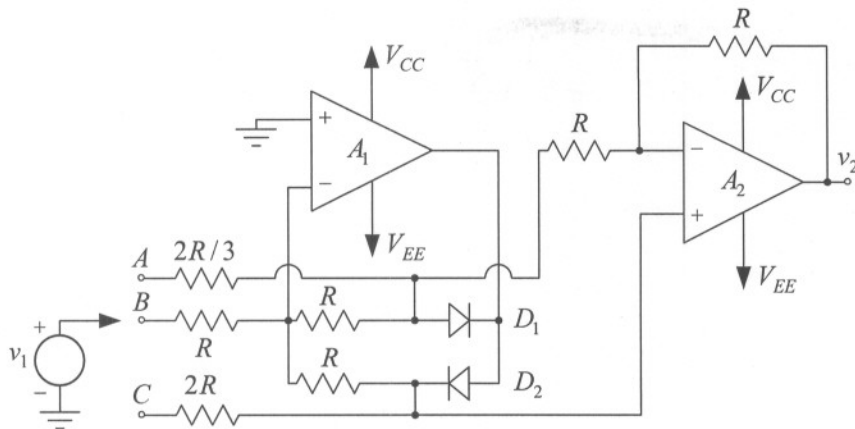 R
V_CC
V_CC
R
+
A_1
−
−
A_2
+
v_2
V_EE
A
2R/3
V_EE
B
R
D_1
+
v_1
−
R
R
D_2
C
2R